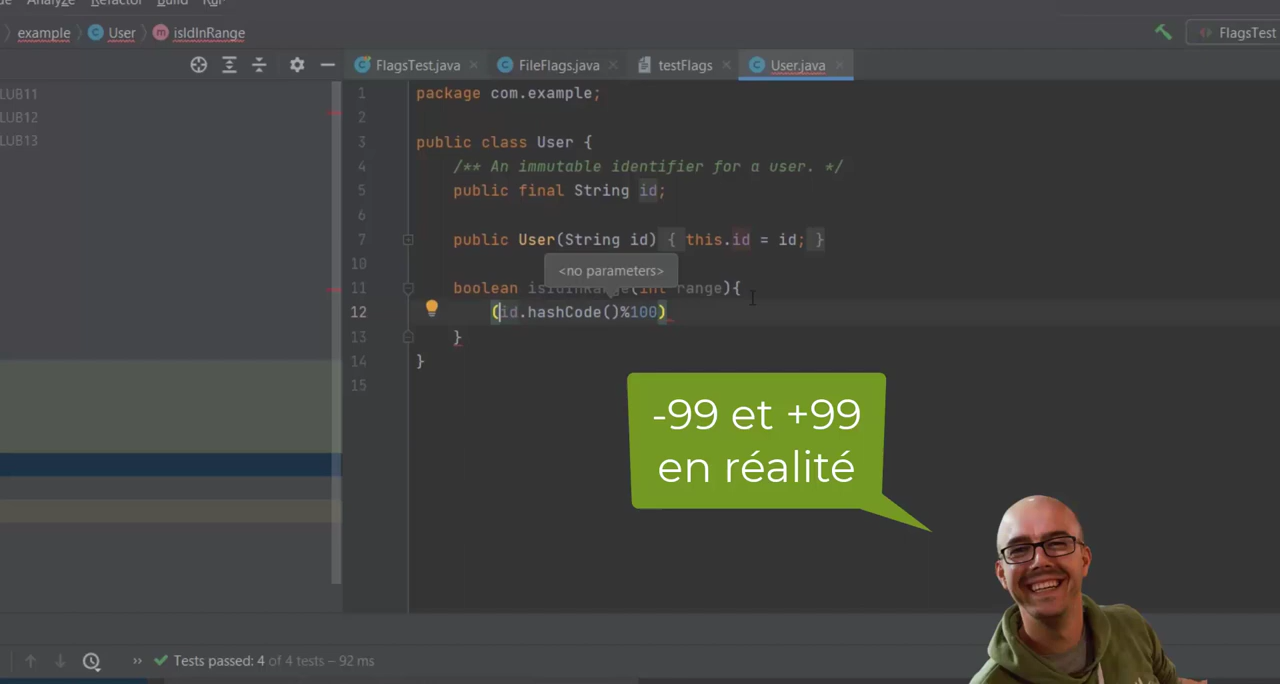 Analyze Refactor Build Run
example User isIdInRange FlagsTest
FlagsTest.java FileFlags.java testFlags User.java
LUB11
LUB12
LUB13
1 package com.example;
2
3 public class User {
4 /** An immutable identifier for a user. */
5 public final String id;
6
7 public User(String id) { this.id = id; }
10
<no parameters>
11 boolean isIdInRange(int range){
12 (id.hashCode()%100)
13 }
14 }
15
-99 et +99
en réalité
Tests passed: 4 of 4 tests – 92 ms